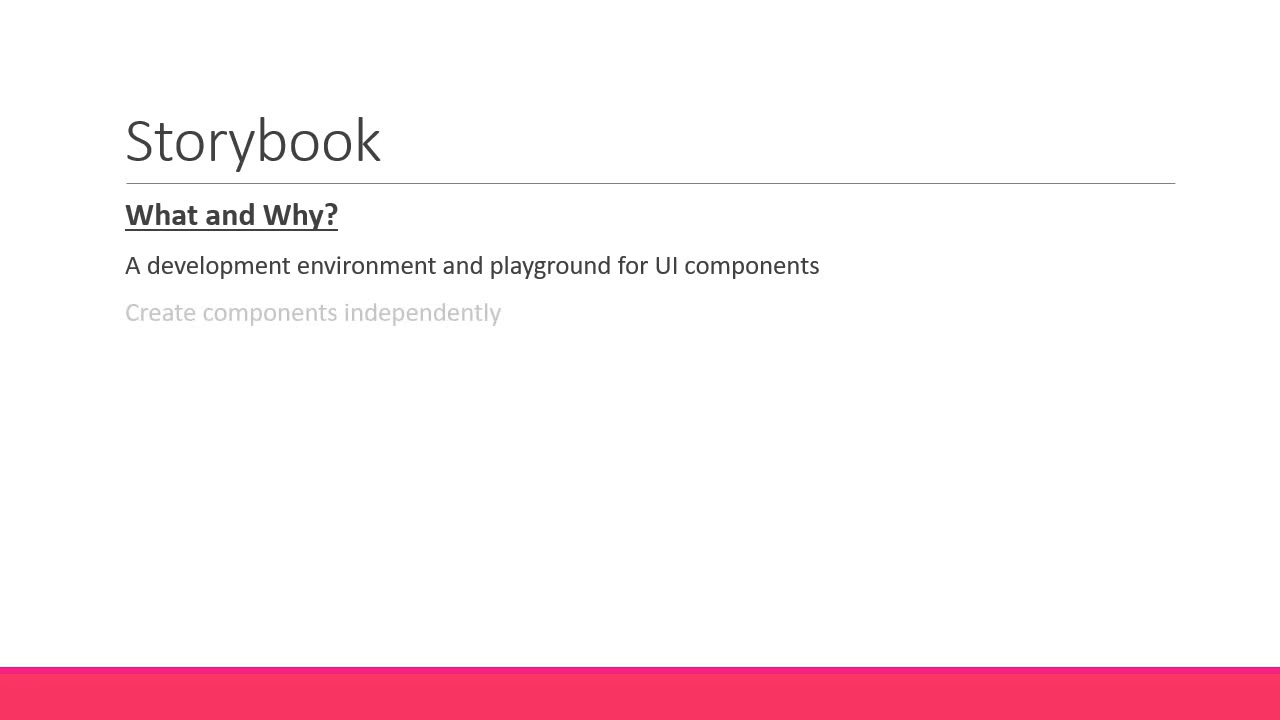 Storybook
What and Why?
A development environment and playground for UI components
Create components independently